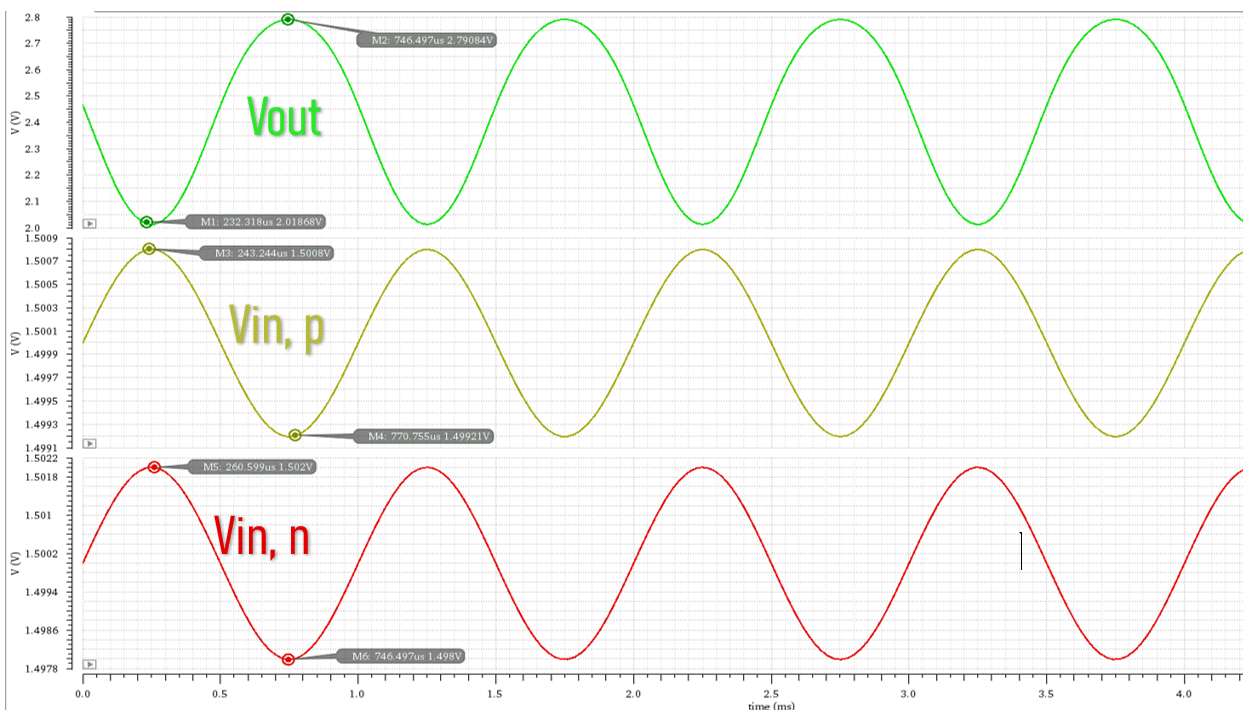 2.8
2.7
2.6
2.5
2.4
2.3
2.2
2.1
2.0
V (V)
M2: 746.497us 2.79084V
Vout
M1: 232.318us 2.01868V
1.5009
1.5007
1.5005
1.5003
1.5001
1.4999
1.4997
1.4995
1.4993
1.4991
V (V)
M3: 243.244us 1.5008V
Vin, p
M4: 770.755us 1.49921V
1.5022
1.5018
1.501
1.5002
1.4994
1.4986
1.4978
V (V)
M5: 260.599us 1.502V
Vin, n
M6: 746.497us 1.498V
0.0 0.5 1.0 1.5 2.0 2.5 3.0 3.5 4.0
time (ms)